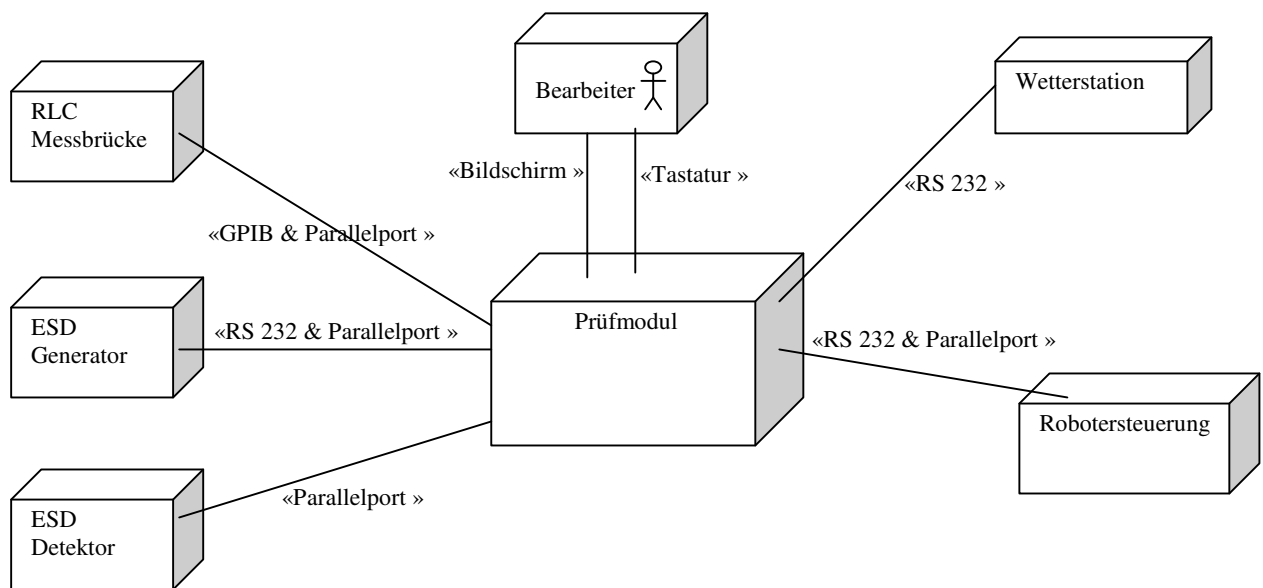 RLC
Messbrücke
Bearbeiter
Wetterstation
«Bildschirm »
«Tastatur »
«RS 232 »
«GPIB & Parallelport »
ESD
Generator
«RS 232 & Parallelport »
Prüfmodul
«RS 232 & Parallelport »
Robotersteuerung
«Parallelport »
ESD
Detektor